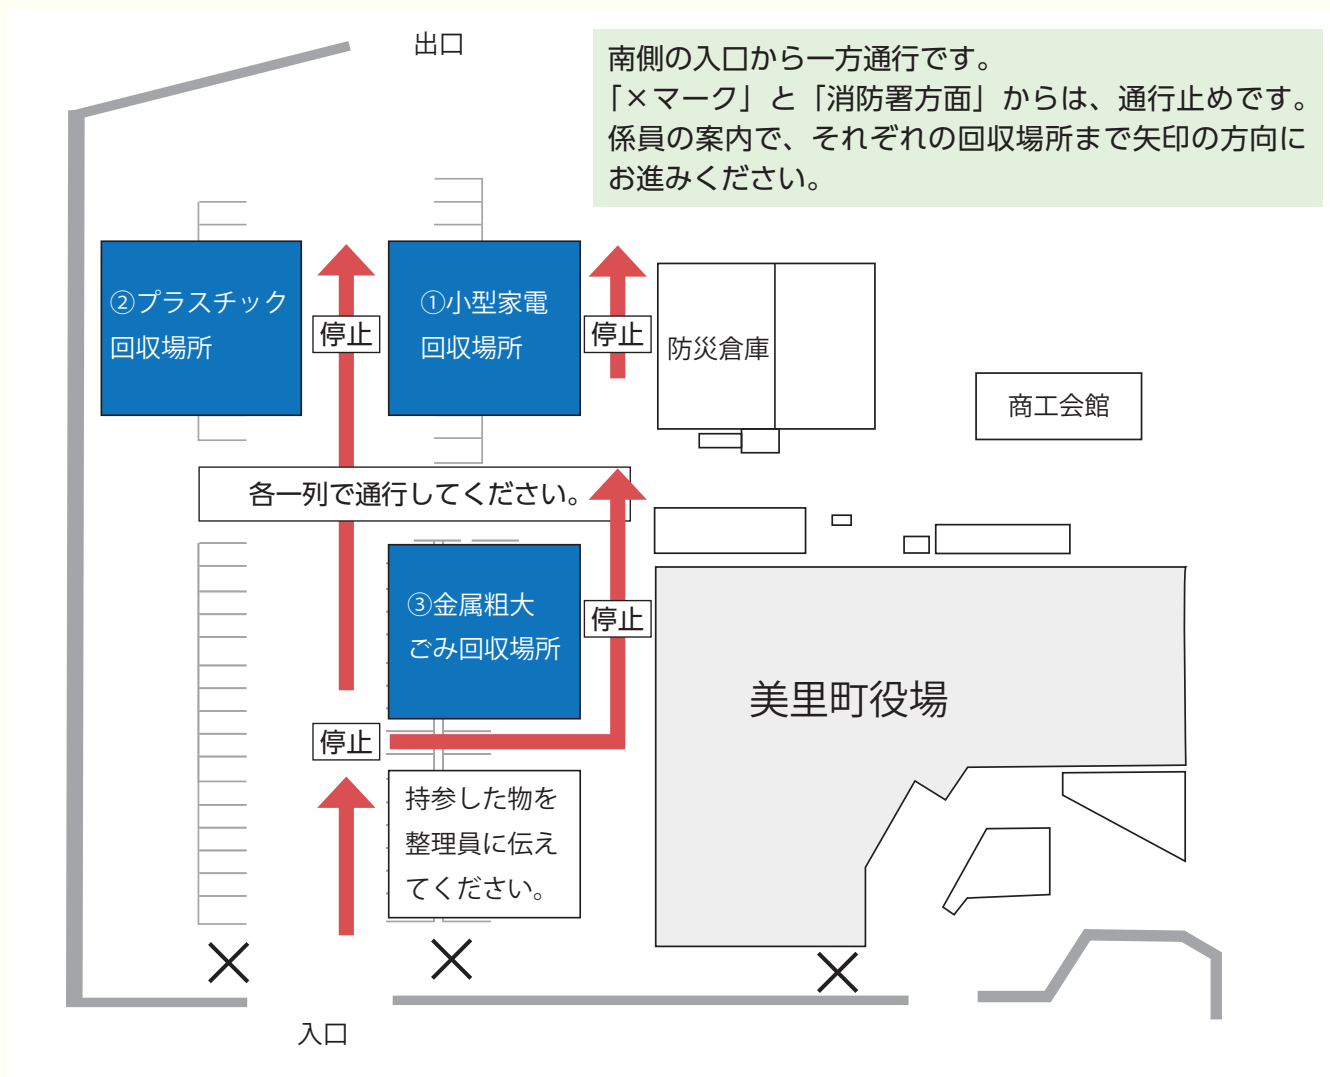 出口
南側の入口から一方通行です。
「×マーク」と「消防署方面」からは、通行止めです。
係員の案内で、それぞれの回収場所まで矢印の方向に
お進みください。
②プラスチック
回収場所
停止
①小型家電
回収場所
停止
防災倉庫
商工会館
各一列で通行してください。
③金属粗大
ごみ回収場所
停止
美里町役場
停止
持参した物を
整理員に伝え
てください。
入口